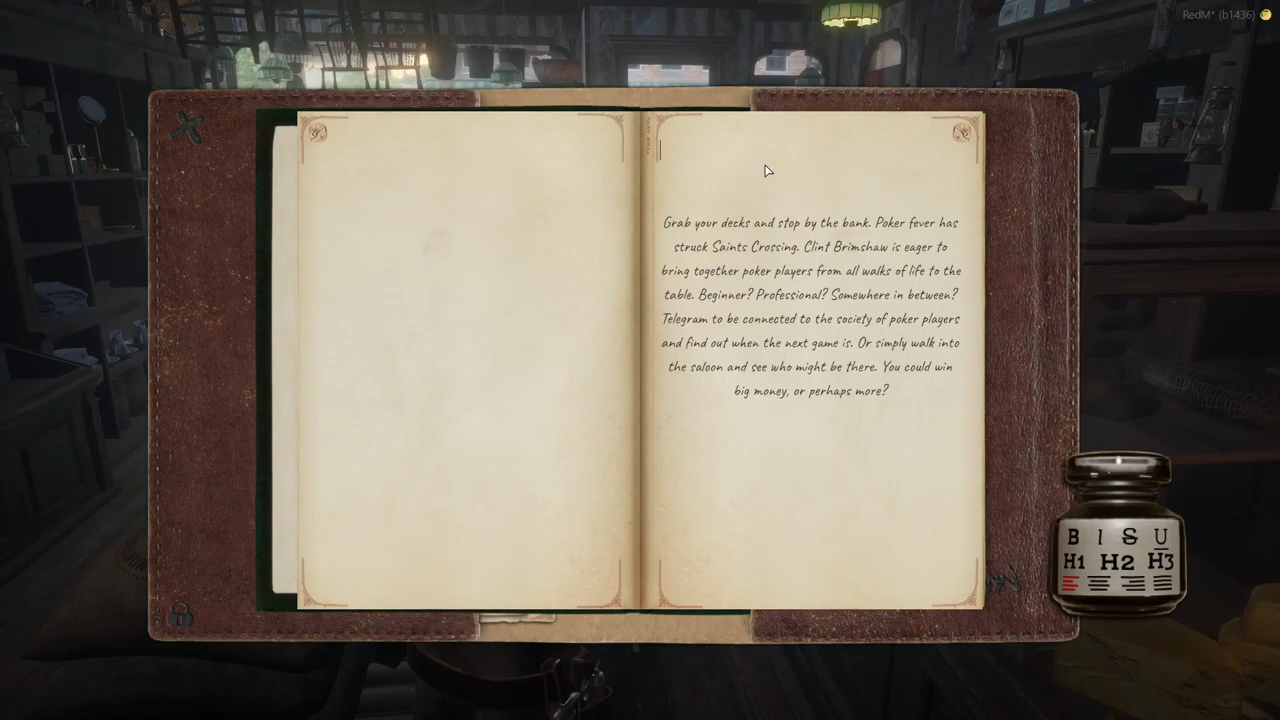 RedM* (b1436)
Grab your decks and stop by the bank. Poker fever has
struck Saints Crossing. Clint Brimshaw is eager to
bring together poker players from all walks of life to the
table. Beginner? Professional? Somewhere in between?
Telegram to be connected to the society of poker players
and find out when the next game is. Or simply walk into
the saloon and see who might be there. You could win
big money, or perhaps more?
B I S U
H1 H2 H3